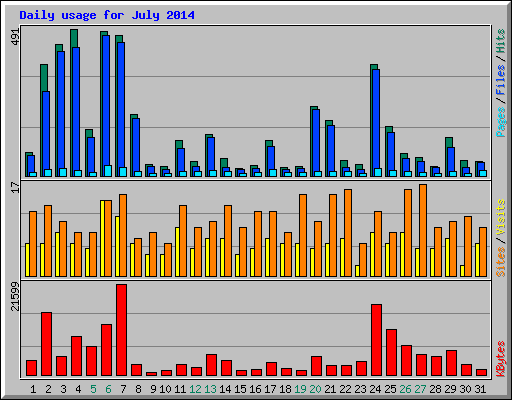 Daily usage for July 2014
491
Pages / Files / Hits
17
Sites / Visits
21599
KBytes
1 2 3 4 5 6 7 8 9 10 11 12 13 14 15 16 17 18 19 20 21 22 23 24 25 26 27 28 29 30 31